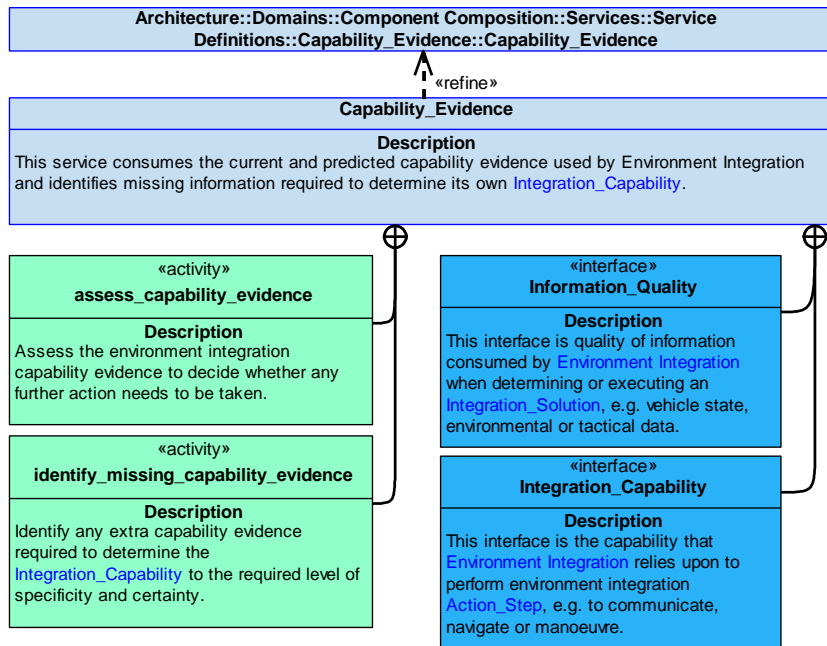 Architecture::Domains::Component Composition::Services::Service
Definitions::Capability_Evidence::Capability_Evidence
«refine»
Capability_Evidence
Description
This service consumes the current and predicted capability evidence used by Environment Integration
and identifies missing information required to determine its own Integration_Capability.
«activity»
assess_capability_evidence
Description
Assess the environment integration
capability evidence to decide whether any
further action needs to be taken.
«activity»
identify_missing_capability_evidence
Description
Identify any extra capability evidence
required to determine the
Integration_Capability to the required level of
specificity and certainty.
«interface»
Information_Quality
Description
This interface is quality of information
consumed by Environment Integration
when determining or executing an
Integration_Solution, e.g. vehicle state,
environmental or tactical data.
«interface»
Integration_Capability
Description
This interface is the capability that
Environment Integration relies upon to
perform environment integration
Action_Step, e.g. to communicate,
navigate or manoeuvre.